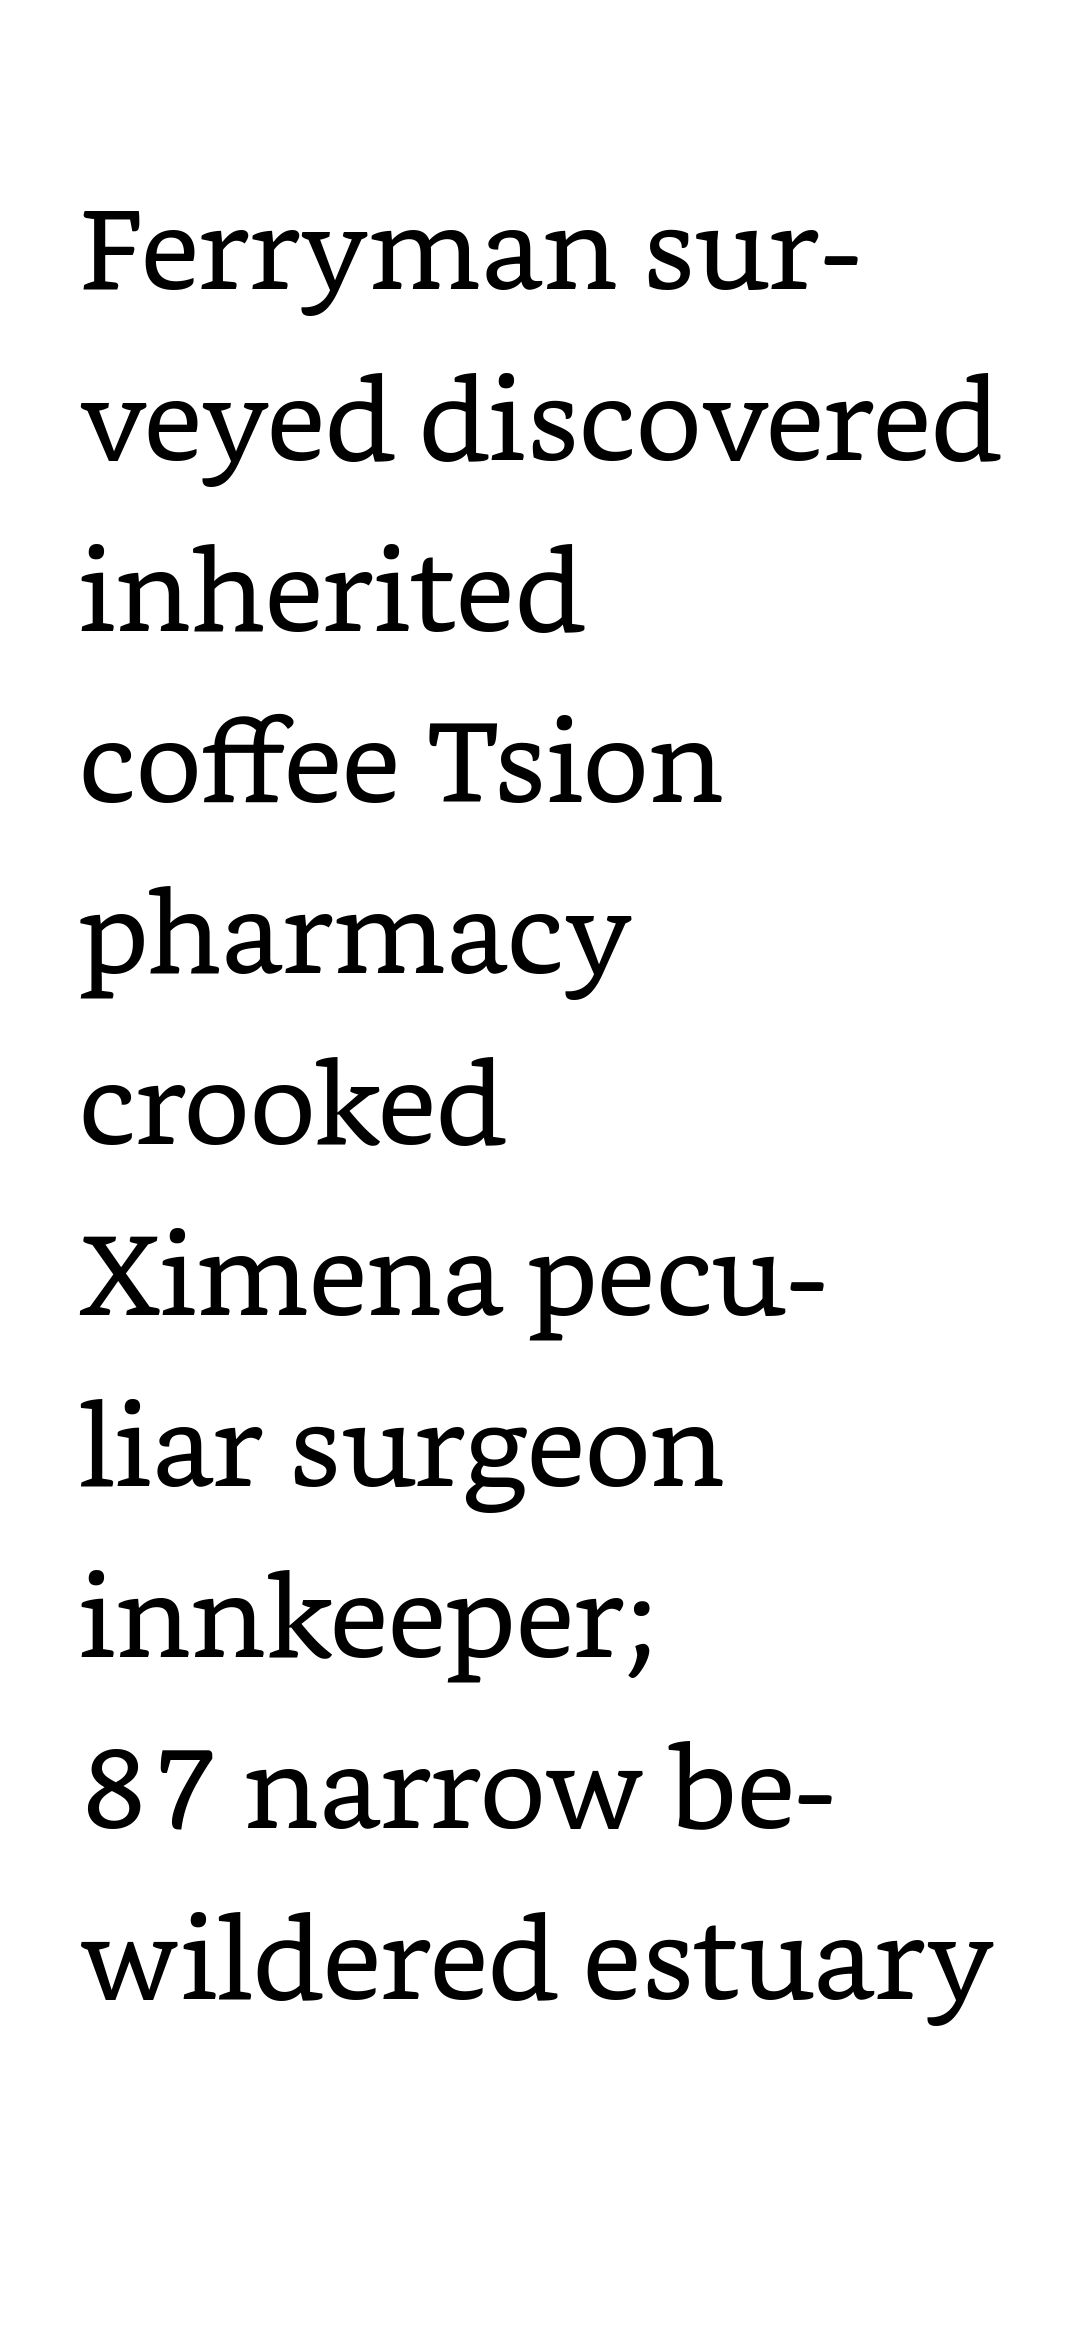 Ferryman sur-
veyed discovered
inherited
coffee Tsion
pharmacy
crooked
Ximena pecu-
liar surgeon
innkeeper;
87 narrow be-
wildered estuary